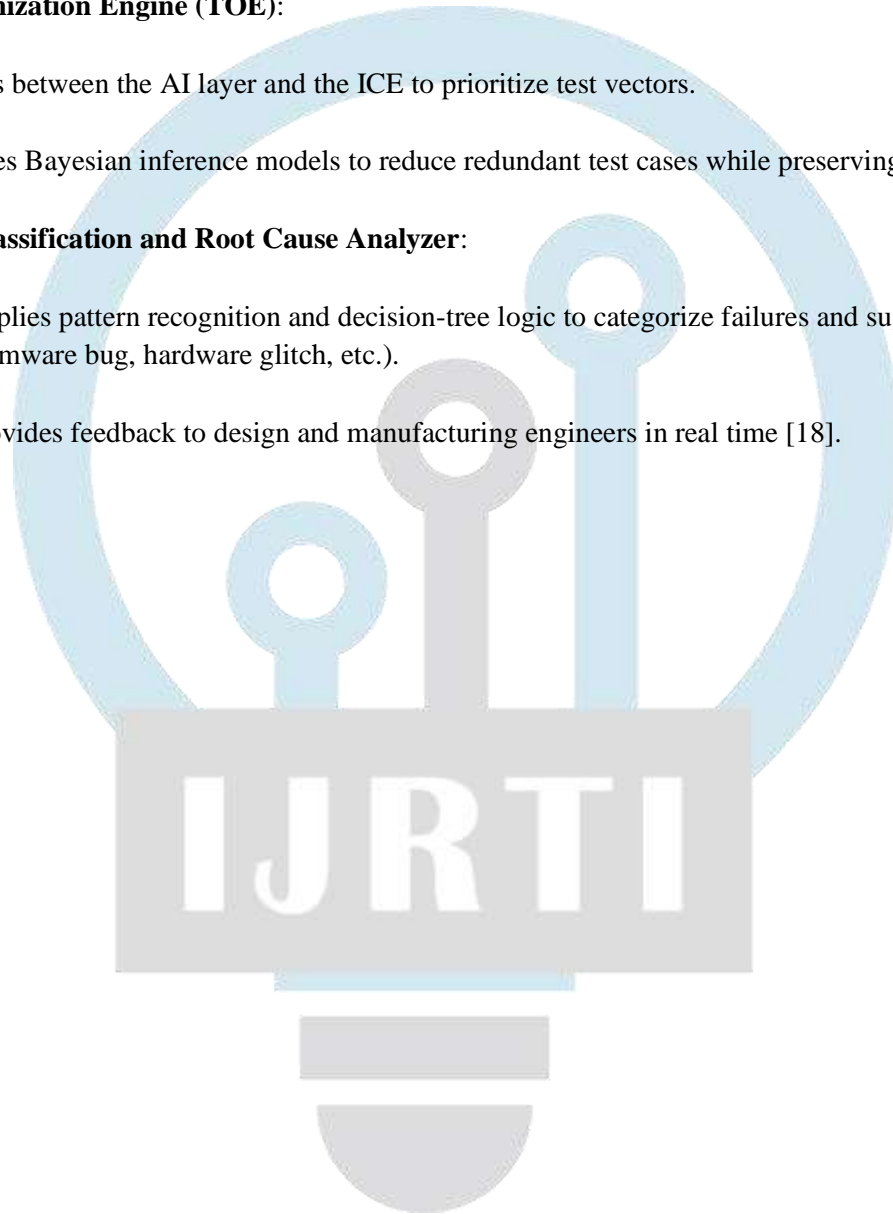 nization Engine (TOE):
s between the AI layer and the ICE to prioritize test vectors.
es Bayesian inference models to reduce redundant test cases while preserving
assification and Root Cause Analyzer:
plies pattern recognition and decision-tree logic to categorize failures and su
mware bug, hardware glitch, etc.).
ovides feedback to design and manufacturing engineers in real time [18].
IJRTI